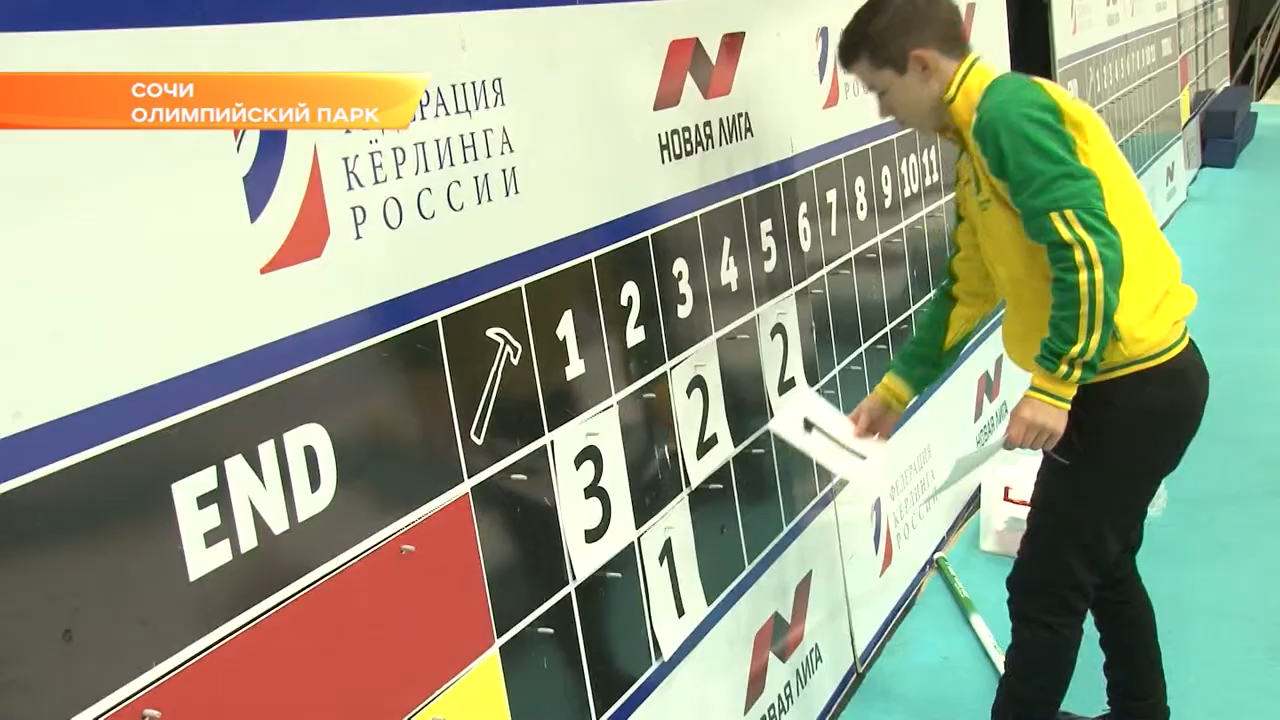 СОЧИ
ОЛИМПИЙСКИЙ ПАРК
ФЕДЕРАЦИЯ
КЁРЛИНГА
РОССИИ
НОВАЯ ЛИГА
END 1 2 3 4 5 6 7 8 9 10 11
3 2 2
1
НОВАЯ ЛИГА
ФЕДЕРАЦИЯ
КЁРЛИНГА
РОССИИ
НОВАЯ ЛИГА